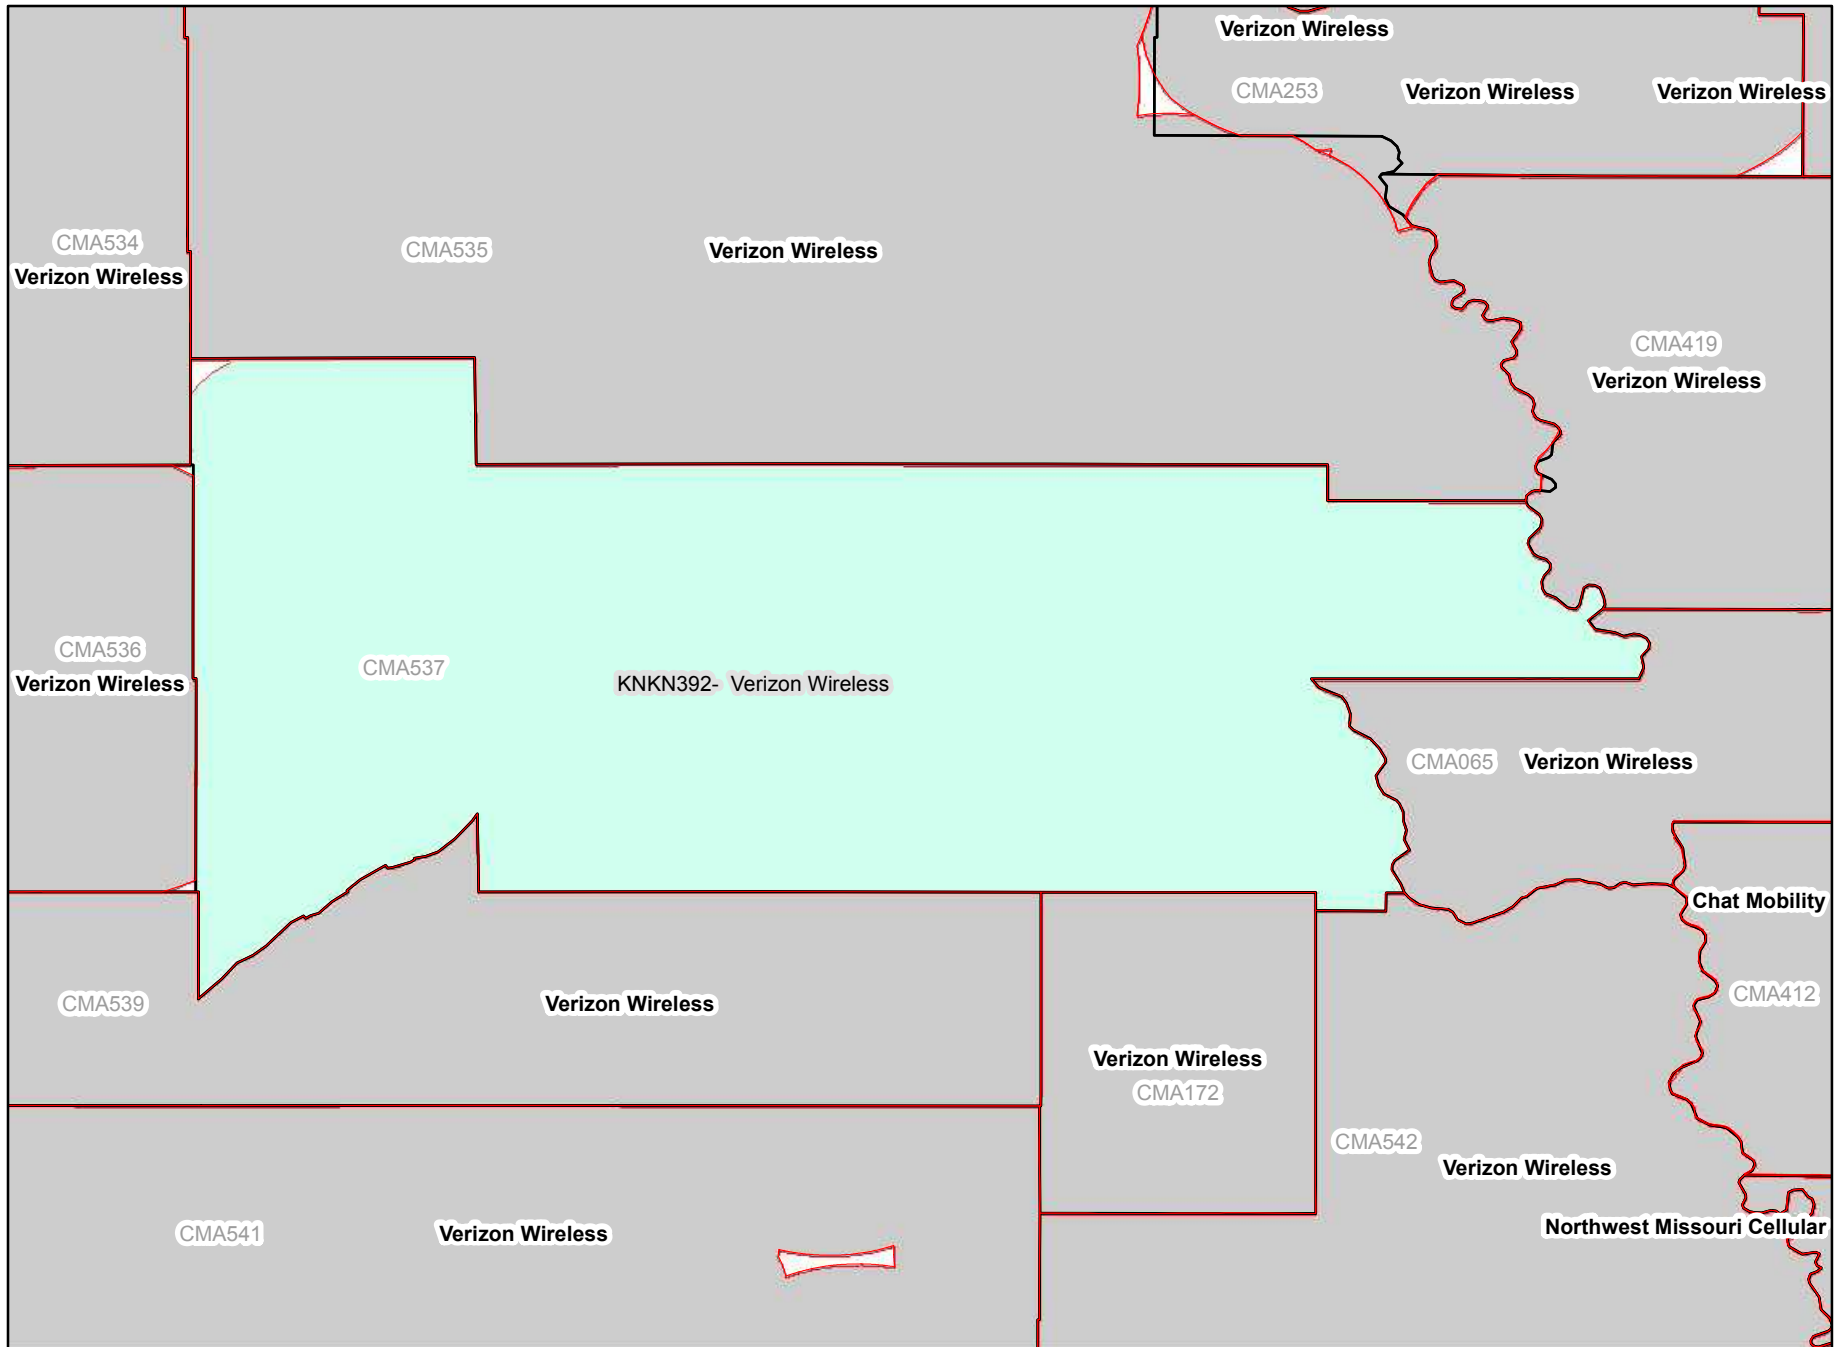 Verizon Wireless
CMA253
Verizon Wireless
Verizon Wireless
CMA534
Verizon Wireless
CMA535
Verizon Wireless
CMA419
Verizon Wireless
CMA536
Verizon Wireless
CMA537
KNKN392- Verizon Wireless
CMA065
Verizon Wireless
Chat Mobility
CMA412
CMA539
Verizon Wireless
Verizon Wireless
CMA172
CMA542
Verizon Wireless
CMA541
Verizon Wireless
Northwest Missouri Cellular